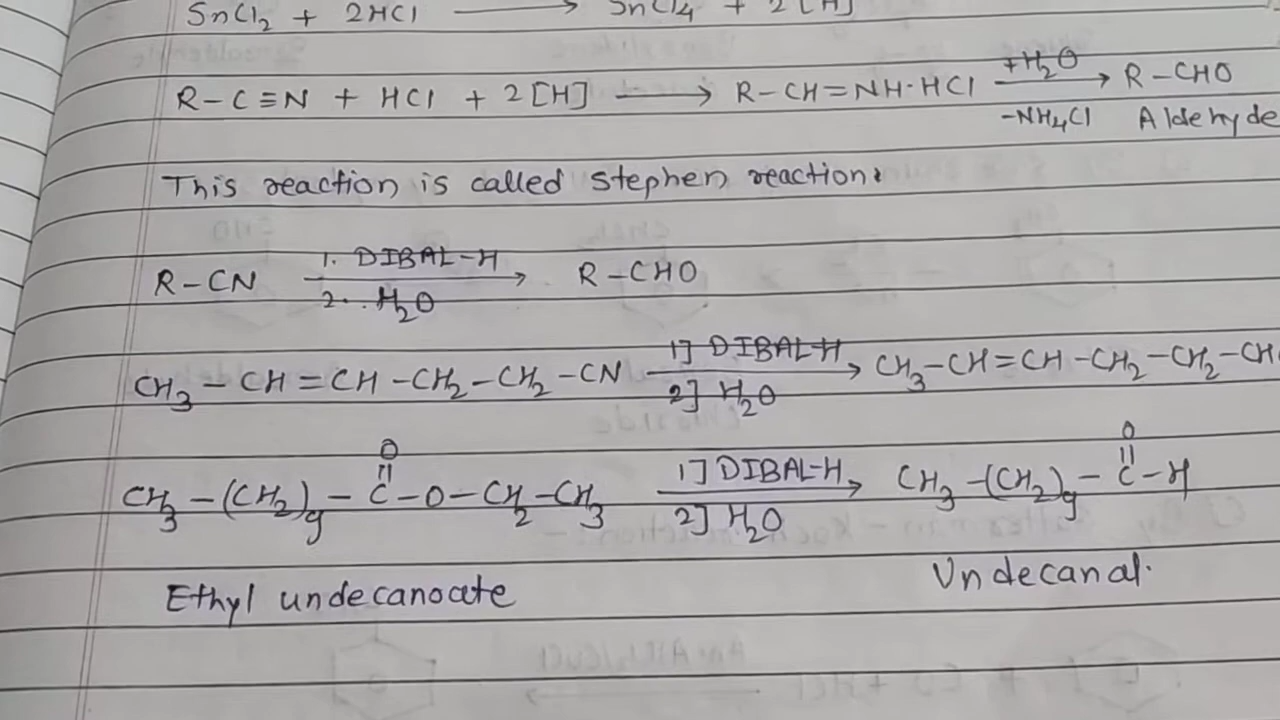 SnCl₂ + 2HCl ⟶ SnCl₄ + 2[H]
R-C≡N + HCl + 2[H] ⟶ R-CH=NH·HCl +H₂O ⟶ -NH₄Cl R-CHO
Aldehyde
This reaction is called Stephen reaction.
R-CN 1. DIBAL-H ⟶ 2. H₂O R-CHO
CH₃-CH=CH-CH₂-CH₂-CN 1] DIBAL-H ⟶ 2] H₂O CH₃-CH=CH-CH₂-CH₂-CH
CH₃-(CH₂)₉-C(=O)-O-CH₂-CH₃ 1] DIBAL-H ⟶ 2] H₂O CH₃-(CH₂)₉-C(=O)-H
Ethyl undecanoate Undecanal.